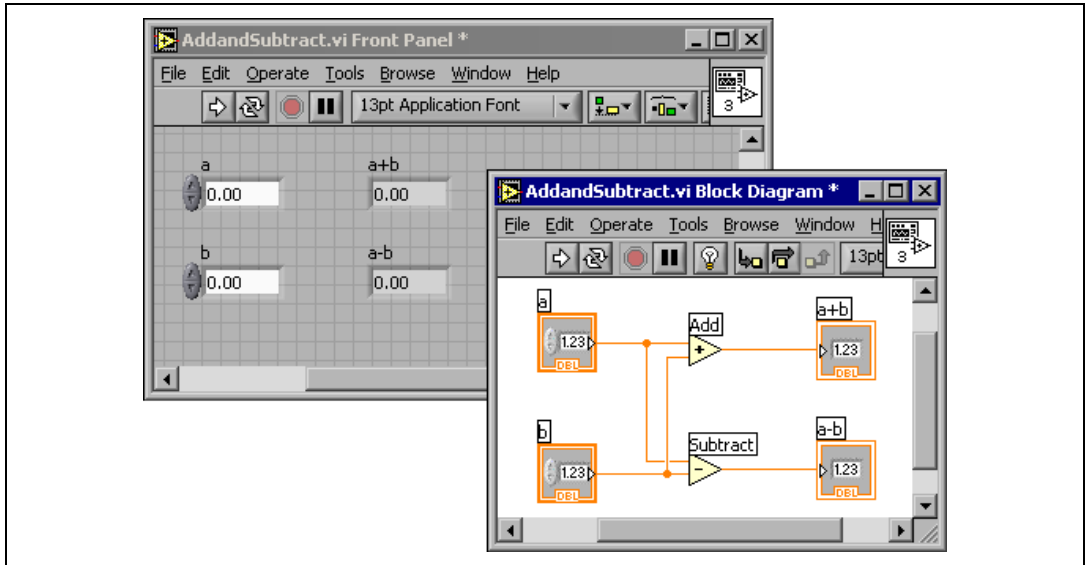 AddandSubtract.vi Front Panel *
File Edit Operate Tools Browse Window Help
13pt Application Font
3
a
0.00
a+b
0.00
b
0.00
a-b
0.00
AddandSubtract.vi Block Diagram *
File Edit Operate Tools Browse Window H
13pt
3
a
1.23
DBL
Add
+
a+b
1.23
DBL
b
1.23
DBL
Subtract
-
a-b
1.23
DBL